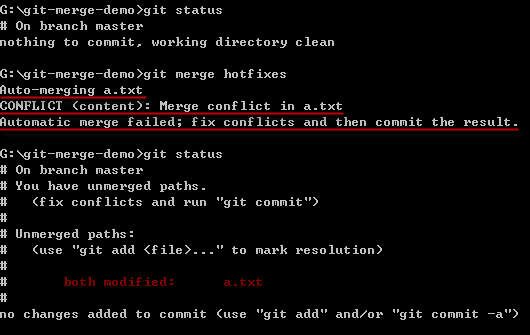 G:\git-merge-demo>git status
# On branch master
nothing to commit, working directory clean
G:\git-merge-demo>git merge hotfixes
Auto-merging a.txt
CONFLICT (content): Merge conflict in a.txt
Automatic merge failed; fix conflicts and then commit the result.
G:\git-merge-demo>git status
# On branch master
# You have unmerged paths.
#   (fix conflicts and run "git commit")
#
# Unmerged paths:
#   (use "git add <file>..." to mark resolution)
#
#       both modified:      a.txt
#
no changes added to commit (use "git add" and/or "git commit -a")